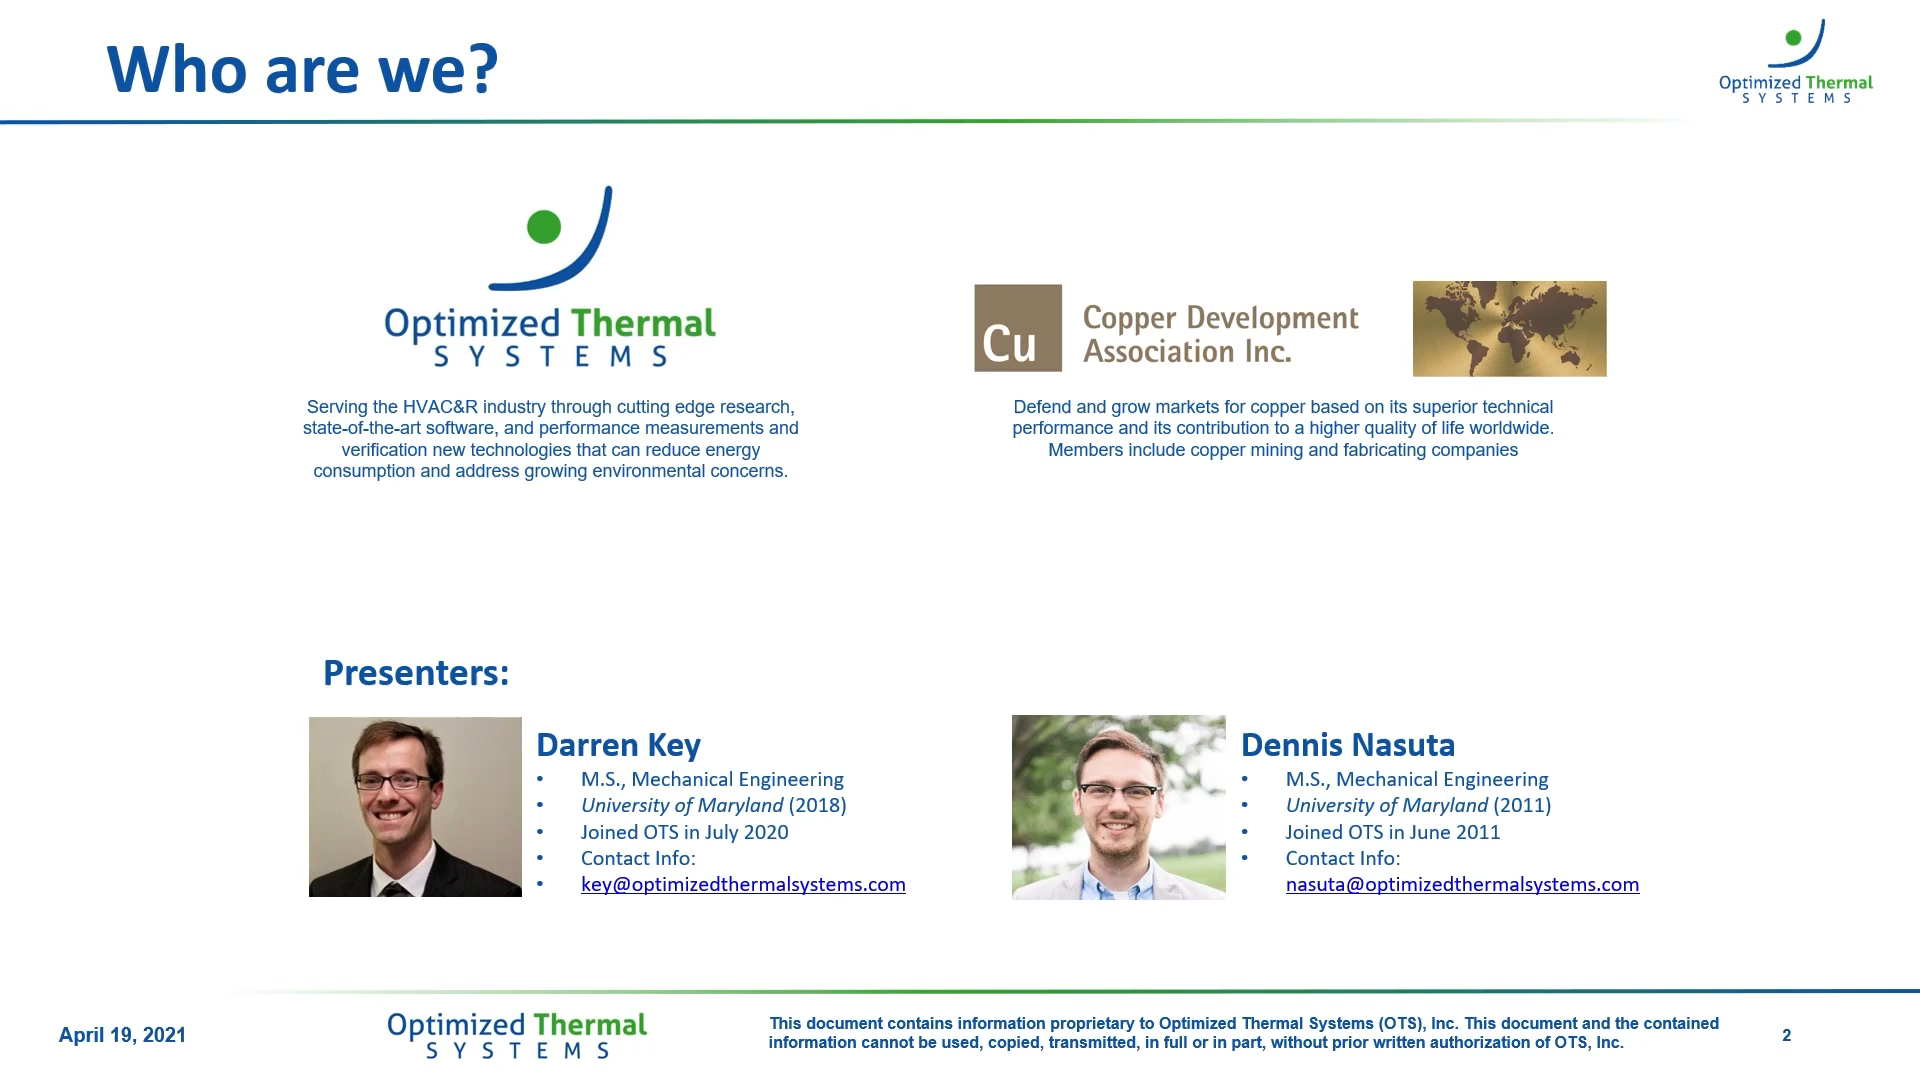 Who are we?
Optimized Thermal
SYSTEMS
Optimized Thermal
SYSTEMS
Serving the HVAC&R industry through cutting edge research,
state-of-the-art software, and performance measurements and
verification new technologies that can reduce energy
consumption and address growing environmental concerns.
Cu
Copper Development
Association Inc.
Defend and grow markets for copper based on its superior technical
performance and its contribution to a higher quality of life worldwide.
Members include copper mining and fabricating companies
Presenters:
Darren Key
• M.S., Mechanical Engineering
• University of Maryland (2018)
• Joined OTS in July 2020
• Contact Info:
• key@optimizedthermalsystems.com
Dennis Nasuta
• M.S., Mechanical Engineering
• University of Maryland (2011)
• Joined OTS in June 2011
• Contact Info:
nasuta@optimizedthermalsystems.com
April 19, 2021
Optimized Thermal
SYSTEMS
This document contains information proprietary to Optimized Thermal Systems (OTS), Inc. This document and the contained
information cannot be used, copied, transmitted, in full or in part, without prior written authorization of OTS, Inc.
2